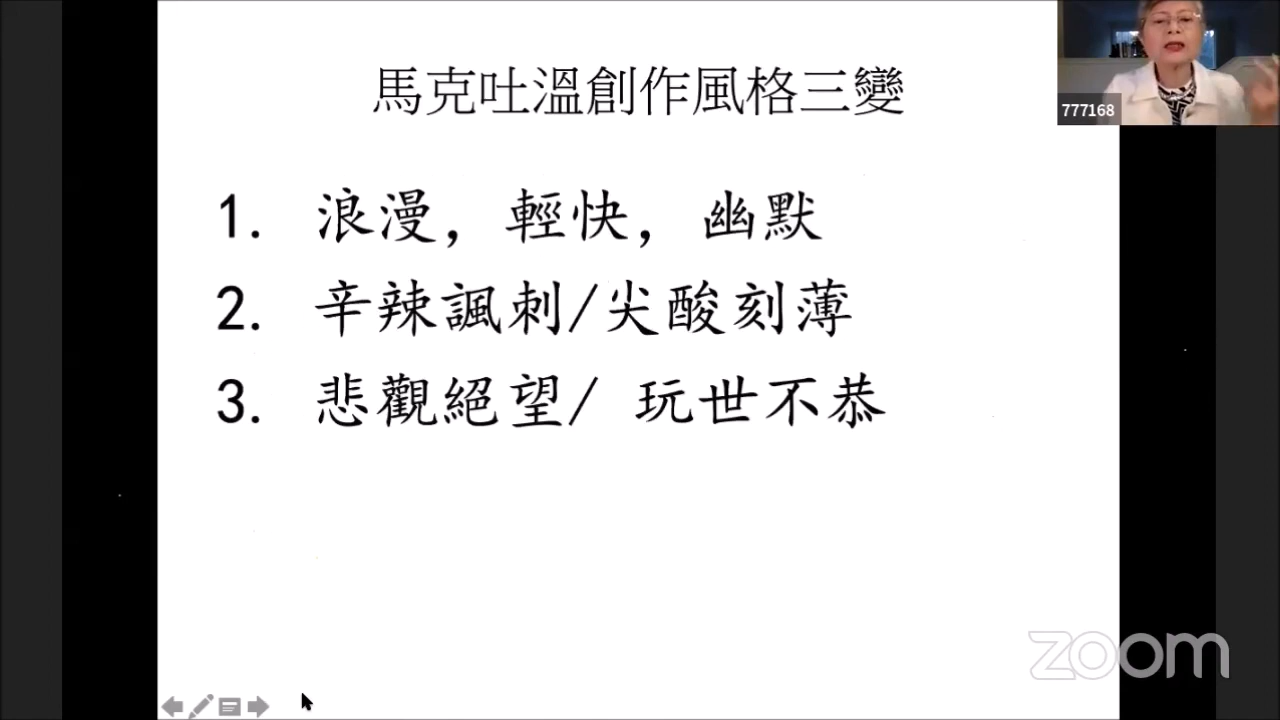 馬克吐溫創作風格三變
777168
1. 浪漫，輕快，幽默
2. 辛辣諷刺/尖酸刻薄
3. 悲觀絕望/ 玩世不恭
zoom